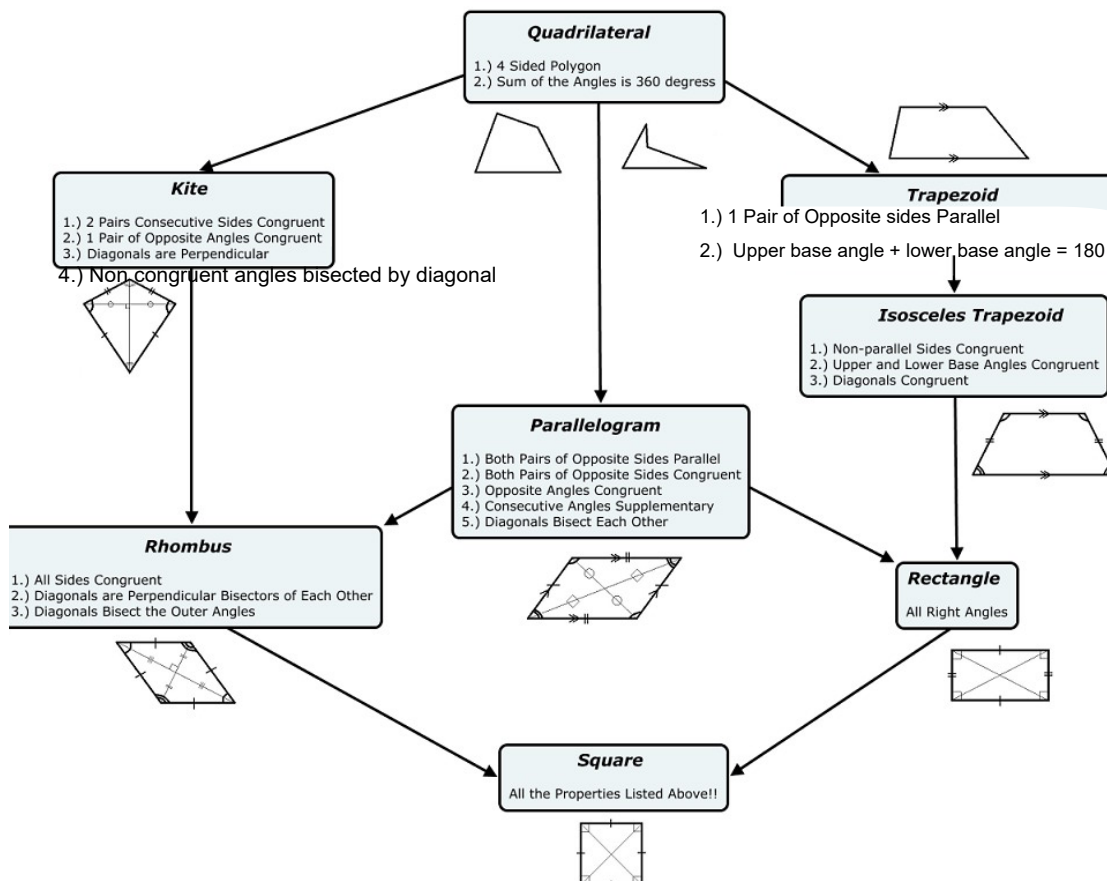 Quadrilateral
1.) 4 Sided Polygon
2.) Sum of the Angles is 360 degress
Kite
1.) 2 Pairs Consecutive Sides Congruent
2.) 1 Pair of Opposite Angles Congruent
3.) Diagonals are Perpendicular
4.) Non congruent angles bisected by diagonal
Trapezoid
1.) 1 Pair of Opposite sides Parallel
2.) Upper base angle + lower base angle = 180
Isosceles Trapezoid
1.) Non-parallel Sides Congruent
2.) Upper and Lower Base Angles Congruent
3.) Diagonals Congruent
Parallelogram
1.) Both Pairs of Opposite Sides Parallel
2.) Both Pairs of Opposite Sides Congruent
3.) Opposite Angles Congruent
4.) Consecutive Angles Supplementary
5.) Diagonals Bisect Each Other
Rhombus
1.) All Sides Congruent
2.) Diagonals are Perpendicular Bisectors of Each Other
3.) Diagonals Bisect the Outer Angles
Rectangle
All Right Angles
Square
All the Properties Listed Above!!